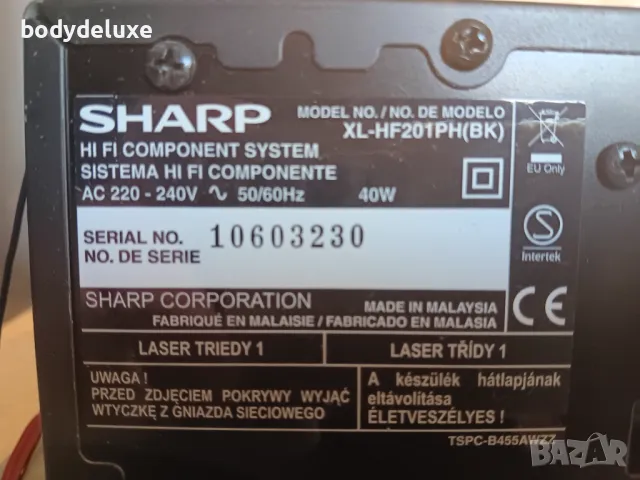 bodydeluxe
SHARP
MODEL NO./NO. DE MODELO
XL-HF201PH(BK)
HI FI COMPONENT SYSTEM
SISTEMA HI FI COMPONENTE
AC 220 - 240V ∿ 50/60Hz 40W
EU Only
SERIAL NO. 10603230
NO. DE SERIE
S
Intertek
SHARP CORPORATION
MADE IN MALAYSIA
FABRIQUÉ EN MALAISIE / FABRICADO EN MALASIA
CE
LASER TRIEDY 1
LASER TŘÍDY 1
UWAGA !
PRZED ZDJĘCIEM POKRYWY WYJĄĆ
WTYCZKĘ Z GNIAZDA SIECIOWEGO
A készülék hátlapjának
eltávolítása
ÉLETVESZÉLYES !
TSPC-B455AWZZ
BAZAR